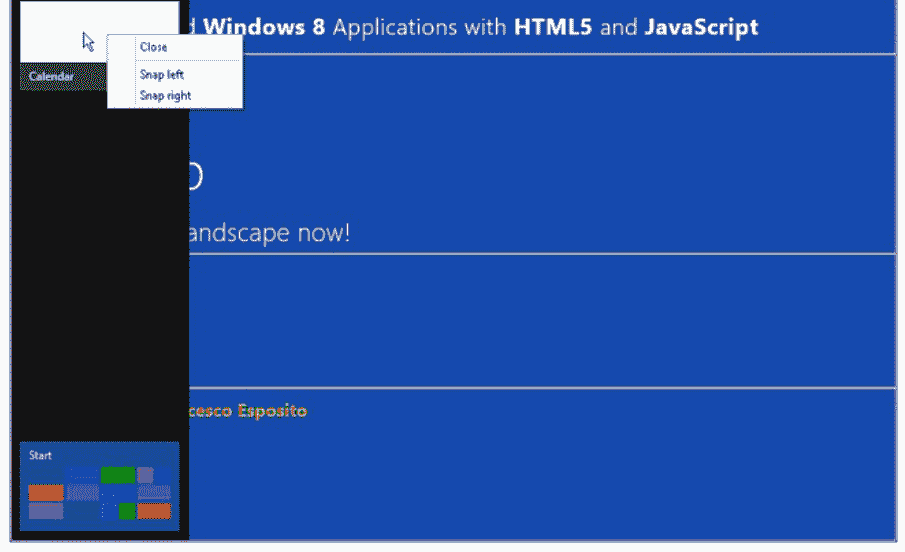 d Windows 8 Applications with HTML5 and JavaScript
Close
Calendar
Snap left
Snap right
o
andscape now!
cesco Esposito
Start